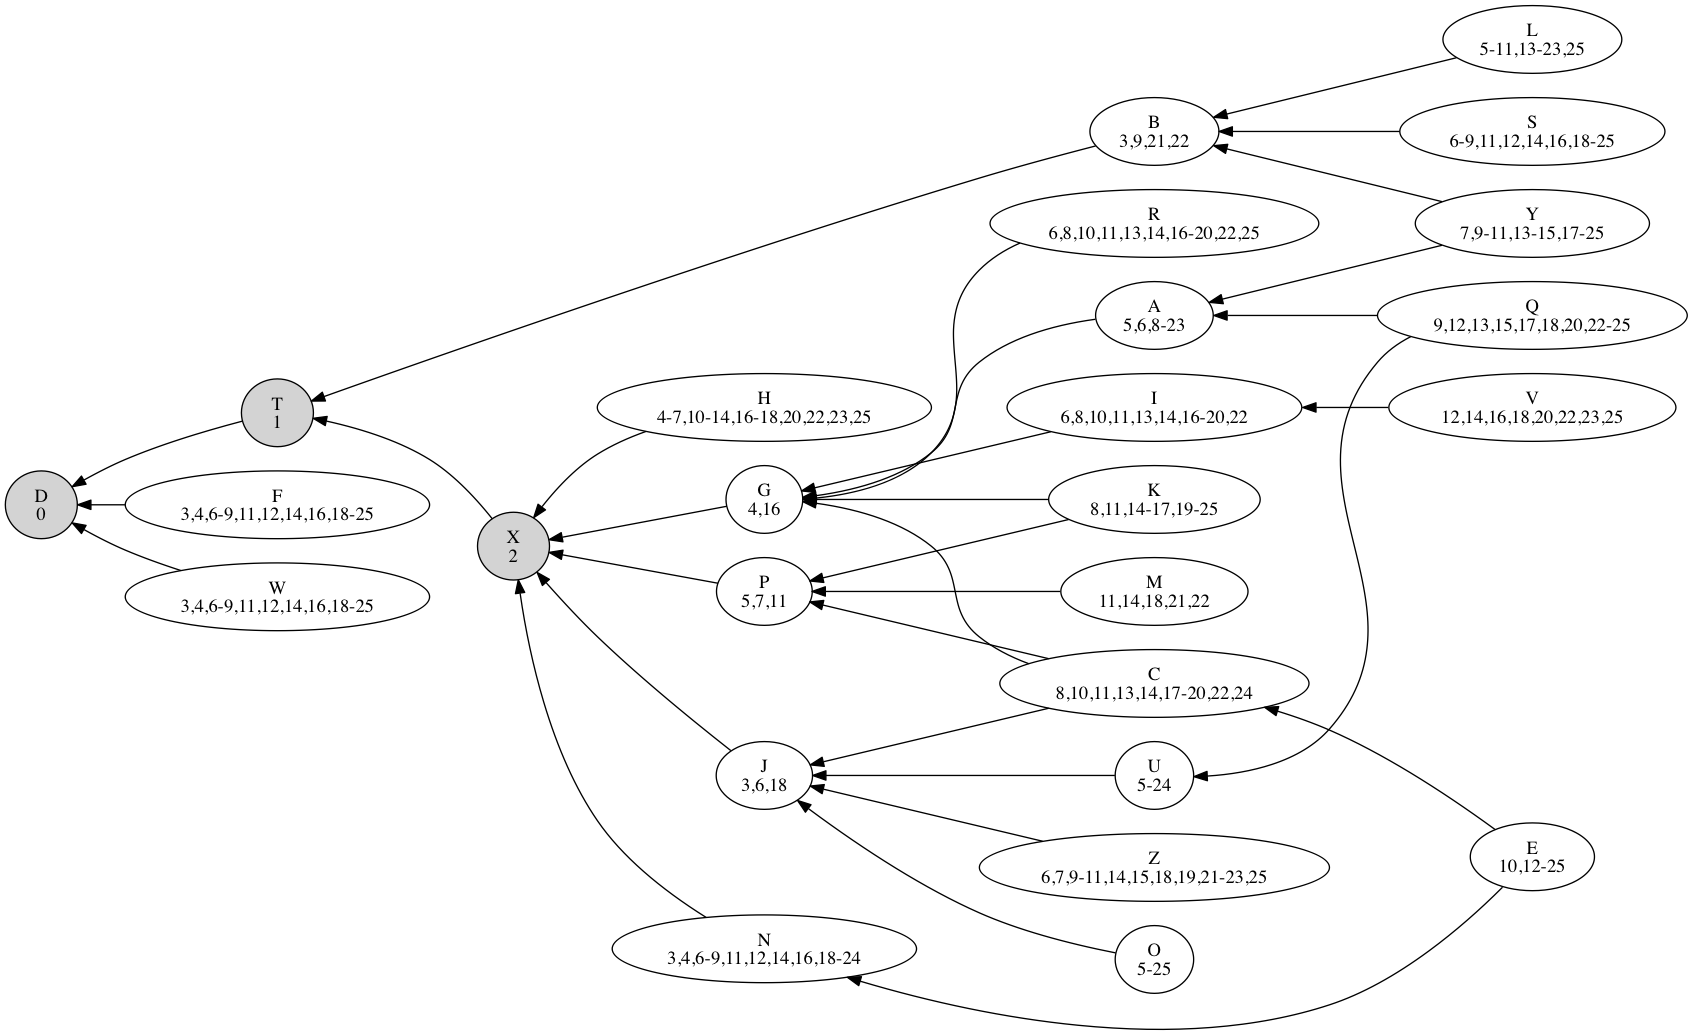 L
5-11,13-23,25
B
3,9,21,22
S
6-9,11,12,14,16,18-25
R
6,8,10,11,13,14,16-20,22,25
Y
7,9-11,13-15,17-25
A
5,6,8-23
Q
9,12,13,15,17,18,20,22-25
T
1
H
4-7,10-14,16-18,20,22,23,25
I
6,8,10,11,13,14,16-20,22
V
12,14,16,18,20,22,23,25
D
0
F
3,4,6-9,11,12,14,16,18-25
G
4,16
K
8,11,14-17,19-25
X
2
W
3,4,6-9,11,12,14,16,18-25
P
5,7,11
M
11,14,18,21,22
C
8,10,11,13,14,17-20,22,24
J
3,6,18
U
5-24
Z
6,7,9-11,14,15,18,19,21-23,25
E
10,12-25
N
3,4,6-9,11,12,14,16,18-24
O
5-25